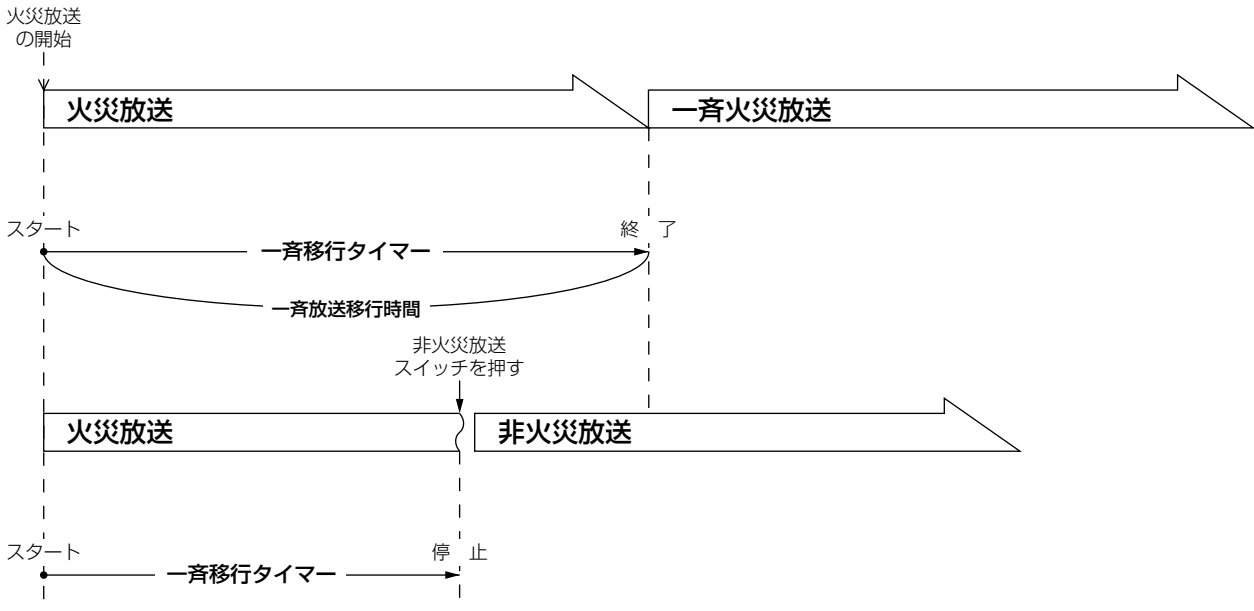 火災放送
の開始
火災放送
一斉火災放送
スタート
終 了
一斉移行タイマー
一斉放送移行時間
非火災放送
スイッチを押す
火災放送
非火災放送
スタート
停 止
一斉移行タイマー